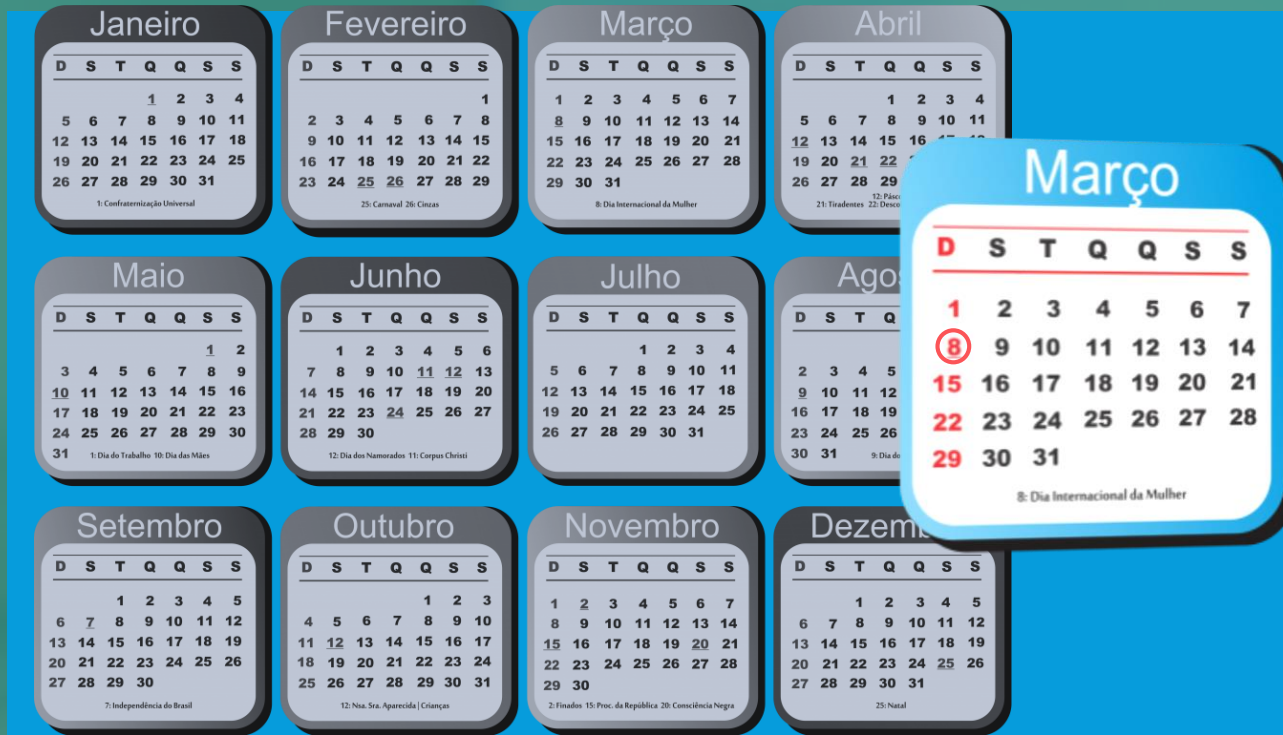 Janeiro
D S T Q Q S S
1 2 3 4
5 6 7 8 9 10 11
12 13 14 15 16 17 18
19 20 21 22 23 24 25
26 27 28 29 30 31
1: Confraternização Universal
Fevereiro
D S T Q Q S S
1
2 3 4 5 6 7 8
9 10 11 12 13 14 15
16 17 18 19 20 21 22
23 24 25 26 27 28 29
25: Carnaval 26: Cinzas
Março
D S T Q Q S S
1 2 3 4 5 6 7
8 9 10 11 12 13 14
15 16 17 18 19 20 21
22 23 24 25 26 27 28
29 30 31
8: Dia Internacional da Mulher
Abril
D S T Q Q S S
1 2 3 4
5 6 7 8 9 10 11
12 13 14 15 16
19 20 21 22
26 27 28 29
12:
21: Tiradentes 22:
Março
D S T Q Q S S
1 2 3 4 5 6 7
8 9 10 11 12 13 14
15 16 17 18 19 20 21
22 23 24 25 26 27 28
29 30 31
8: Dia Internacional da Mulher
Maio
D S T Q Q S S
1 2
3 4 5 6 7 8 9
10 11 12 13 14 15 16
17 18 19 20 21 22 23
24 25 26 27 28 29 30
31 1: Dia do Trabalho 10: Dia das Mães
Junho
D S T Q Q S S
1 2 3 4 5 6
7 8 9 10 11 12 13
14 15 16 17 18 19 20
21 22 23 24 25 26 27
28 29 30
12: Dia dos Namorados 11: Corpus Christi
Julho
D S T Q Q S S
1 2 3 4
5 6 7 8 9 10 11
12 13 14 15 16 17 18
19 20 21 22 23 24 25
26 27 28 29 30 31
Agos
D S T Q
2 3 4 5
9 10 11 12
16 17 18 19
23 24 25 26
30 31 9: Dia do
Setembro
D S T Q Q S S
1 2 3 4 5
6 7 8 9 10 11 12
13 14 15 16 17 18 19
20 21 22 23 24 25 26
27 28 29 30
7: Independência do Brasil
Outubro
D S T Q Q S S
1 2 3
4 5 6 7 8 9 10
11 12 13 14 15 16 17
18 19 20 21 22 23 24
25 26 27 28 29 30 31
12: Nsa. Sra. Aparecida | Crianças
Novembro
D S T Q Q S S
1 2 3 4 5 6 7
8 9 10 11 12 13 14
15 16 17 18 19 20 21
22 23 24 25 26 27 28
29 30
2: Finados 15: Proc. da República 20: Consciência Negra
Dezem
D S T Q Q S S
1 2 3 4 5
6 7 8 9 10 11 12
13 14 15 16 17 18 19
20 21 22 23 24 25 26
27 28 29 30 31
25: Natal